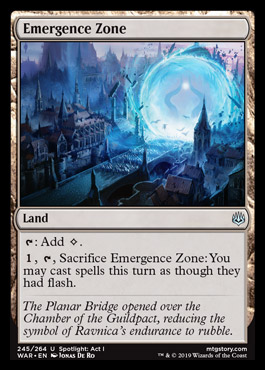 Emergence Zone
Land
: Add .
1, , Sacrifice Emergence Zone: You
may cast spells this turn as though they
had flash.
The Planar Bridge opened over the
Chamber of the Guildpact, reducing the
symbol of Ravnica's endurance to rubble.
245/264 U Spotlight: Act I
mtgstory.com
WAR • EN Jonas De Ro
™ & © 2019 Wizards of the Coast